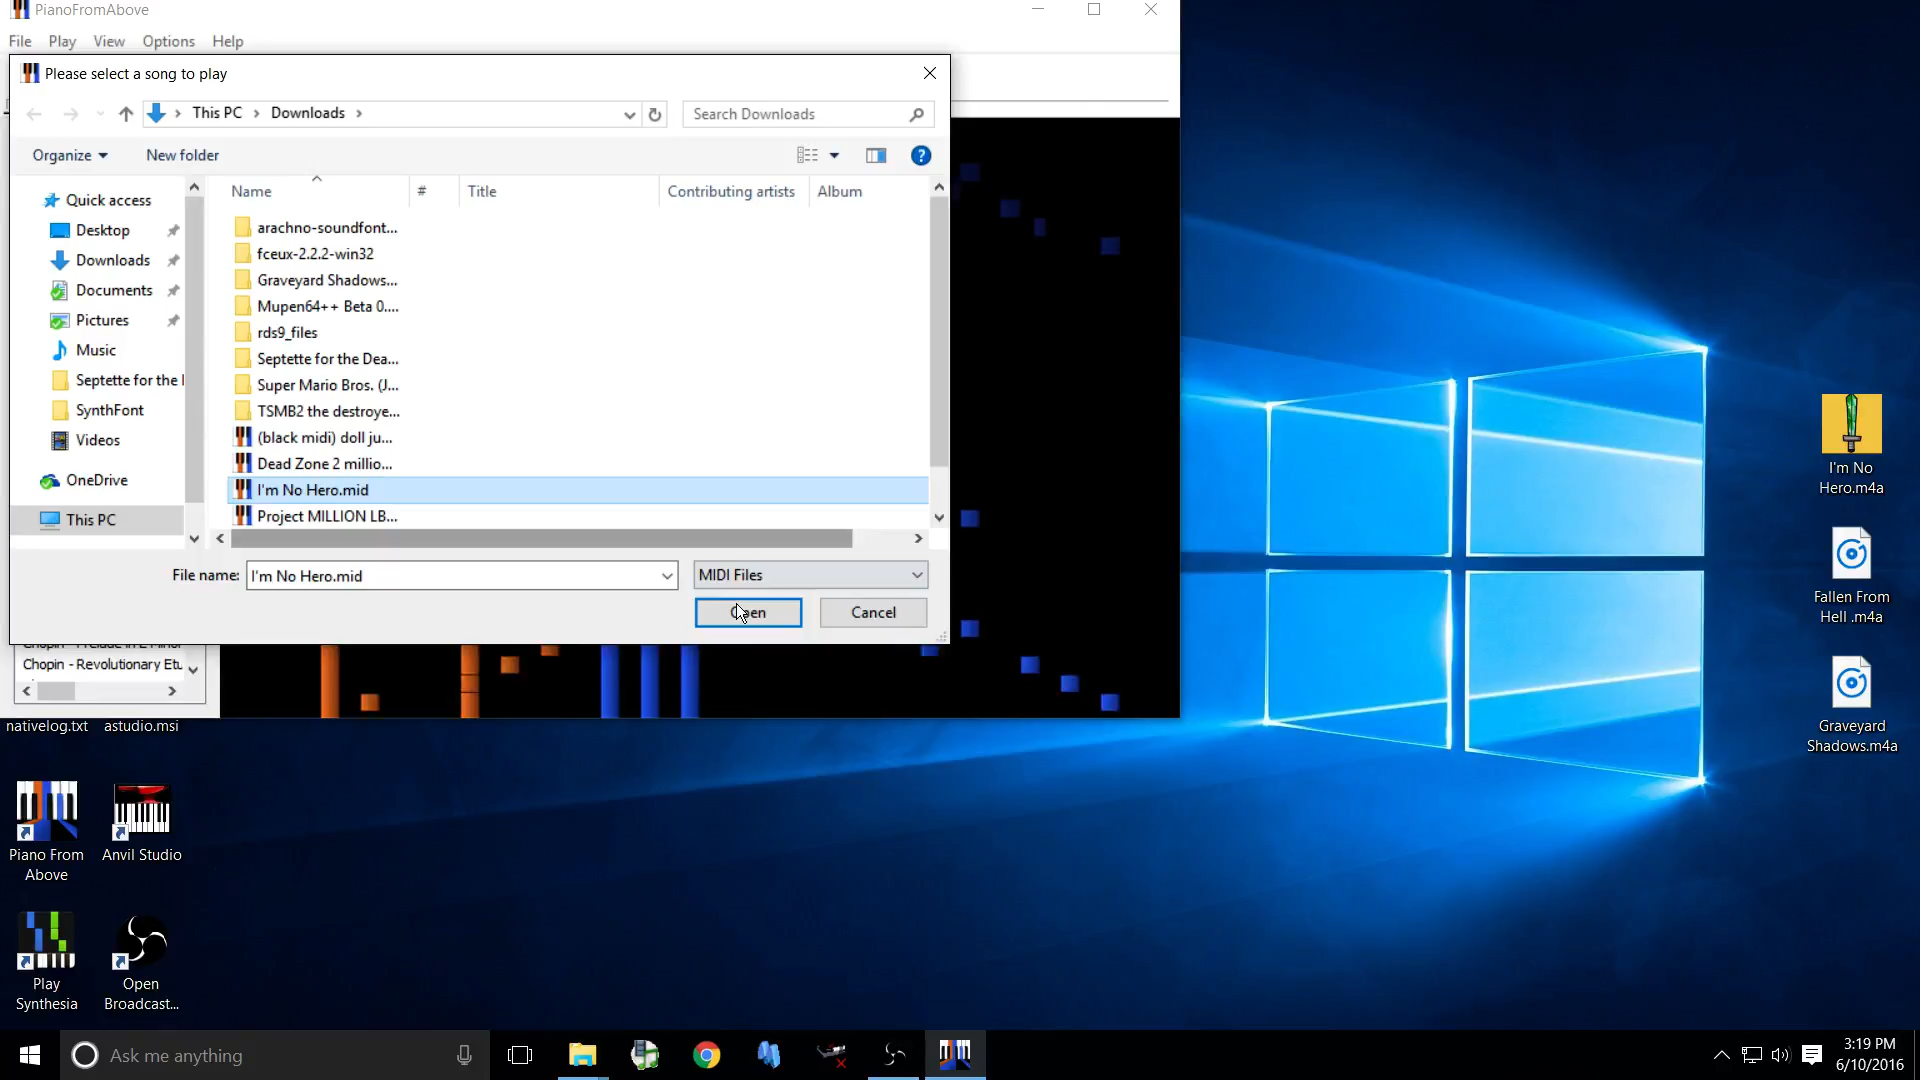 PianoFromAbove
File Play View Options Help
Please select a song to play
This PC Downloads
Search Downloads
Organize New folder
Name # Title Contributing artists Album
Quick access
Desktop
Downloads
Documents
Pictures
Music
Septette for the
SynthFont
Videos
OneDrive
This PC
arachno-soundfont...
fceux-2.2.2-win32
Graveyard Shadows...
Mupen64++ Beta 0....
rds9_files
Septette for the Dea...
Super Mario Bros. (J...
TSMB2 the destroye...
(black midi) doll ju...
Dead Zone 2 millio...
I'm No Hero.mid
Project MILLION LB...
File name: I'm No Hero.mid
MIDI Files
Open Cancel
Chopin - Prelude in E Minor
Chopin - Revolutionary Etu
nativelog.txt astudio.msi
Piano From
Above
Anvil Studio
Play
Synthesia
Open
Broadcast...
I'm No
Hero.m4a
Fallen From
Hell .m4a
Graveyard
Shadows.m4a
Ask me anything
3:19 PM
6/10/2016